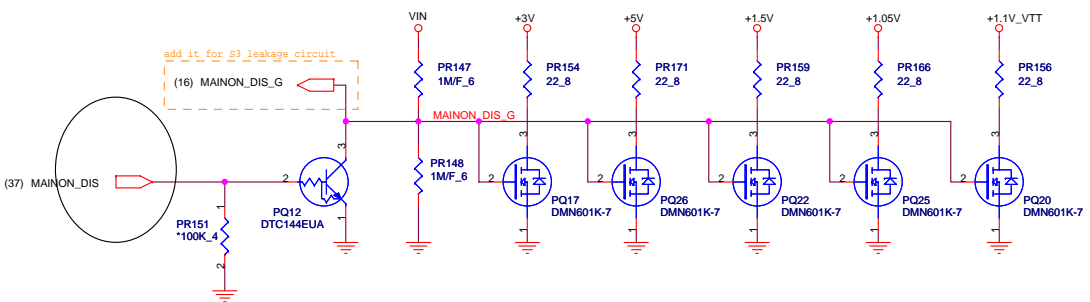 VIN
+3V
+5V
+1.5V
+1.05V
+1.1V_VTT
add it for S3 leakage circuit
(16) MAINON_DIS_G
PR147
1M/F_6
PR154
22_8
PR171
22_8
PR159
22_8
PR166
22_8
PR156
22_8
MAINON_DIS_G
3
3
3
3
3
3
PR148
1M/F_6
(37) MAINON_DIS
2
2
2
2
2
2
PQ12
DTC144EUA
PQ17
DMN601K-7
PQ26
DMN601K-7
PQ22
DMN601K-7
PQ25
DMN601K-7
PQ20
DMN601K-7
1
PR151
*100K_4
2
1
1
1
1
1
1